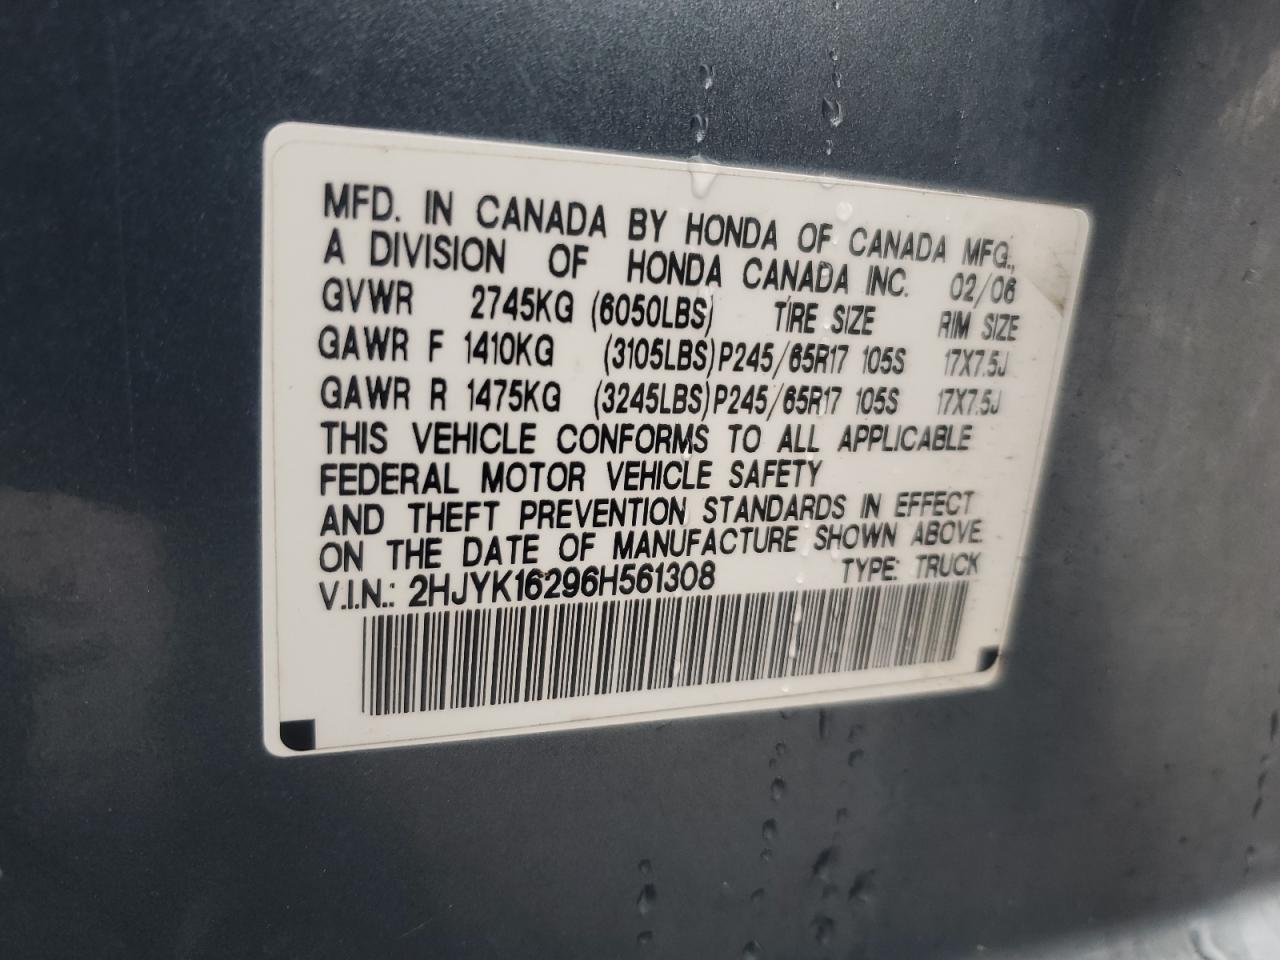 MFD. IN CANADA BY HONDA OF CANADA MFG.,
A DIVISION OF HONDA CANADA INC. 02/06
GVWR 2745KG (6050LBS) TIRE SIZE RIM SIZE
GAWR F 1410KG (3105LBS) P245/65R17 105S 17X7.5J
GAWR R 1475KG (3245LBS) P245/65R17 105S 17X7.5J
THIS VEHICLE CONFORMS TO ALL APPLICABLE
FEDERAL MOTOR VEHICLE SAFETY
AND THEFT PREVENTION STANDARDS IN EFFECT
ON THE DATE OF MANUFACTURE SHOWN ABOVE
V.I.N.: 2HJYK16296H561308 TYPE: TRUCK